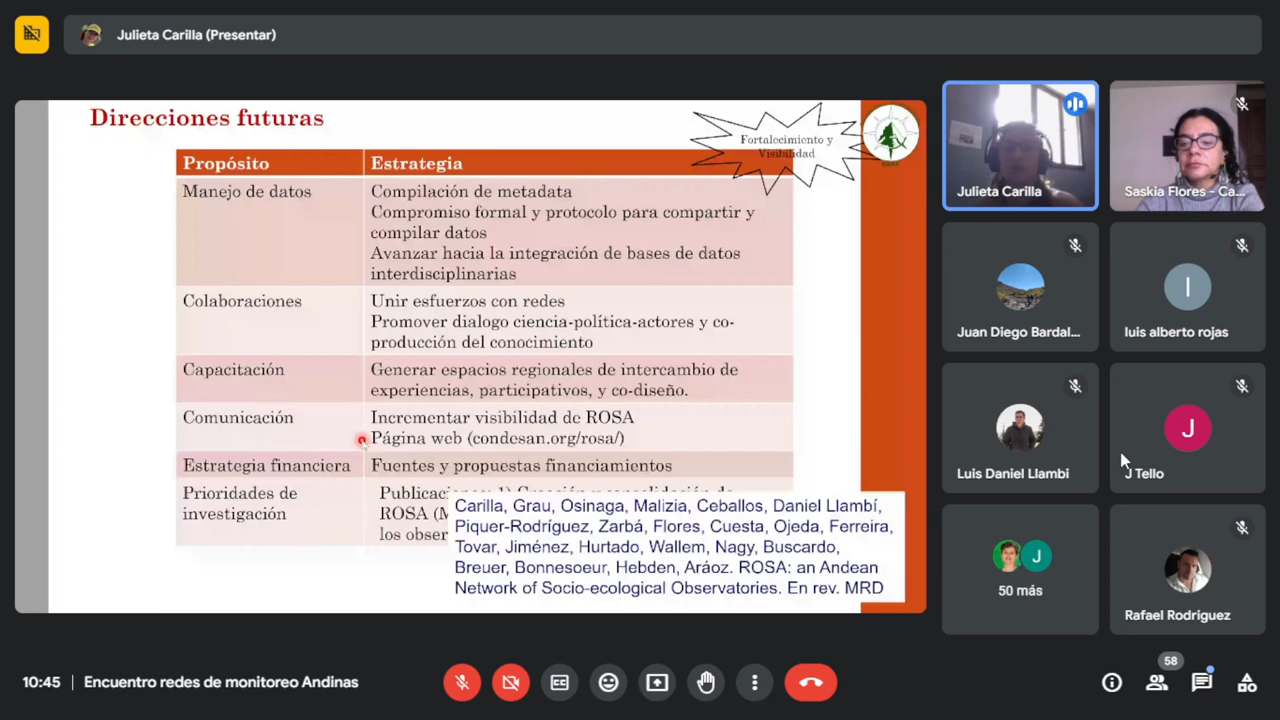 Julieta Carilla (Presentar)
Direcciones futuras
Fortalecimiento y
Visibilidad
Propósito Estrategia
Manejo de datos Compilación de metadata
Compromiso formal y protocolo para compartir y
compilar datos
Avanzar hacia la integración de bases de datos
interdisciplinarias
Colaboraciones Unir esfuerzos con redes
Promover dialogo ciencia-política-actores y co-
producción del conocimiento
Capacitación Generar espacios regionales de intercambio de
experiencias, participativos, y co-diseño.
Comunicación Incrementar visibilidad de ROSA
Página web (condesan.org/rosa/)
Estrategia financiera Fuentes y propuestas financiamientos
Prioridades de
investigación
ROSA (M
los obser
Carilla, Grau, Osinaga, Malizia, Ceballos, Daniel Llambí,
Piquer-Rodríguez, Zarbá, Flores, Cuesta, Ojeda, Ferreira,
Tovar, Jiménez, Hurtado, Wallem, Nagy, Buscardo,
Breuer, Bonnesoeur, Hebden, Aráoz. ROSA: an Andean
Network of Socio-ecological Observatories. En rev. MRD
Julieta Carilla
Saskia Flores - Ca...
Juan Diego Bardal...
I
luis alberto rojas
Luis Daniel Llambi
J
J Tello
J
50 más
Rafael Rodriguez
10:45 | Encuentro redes de monitoreo Andinas
58